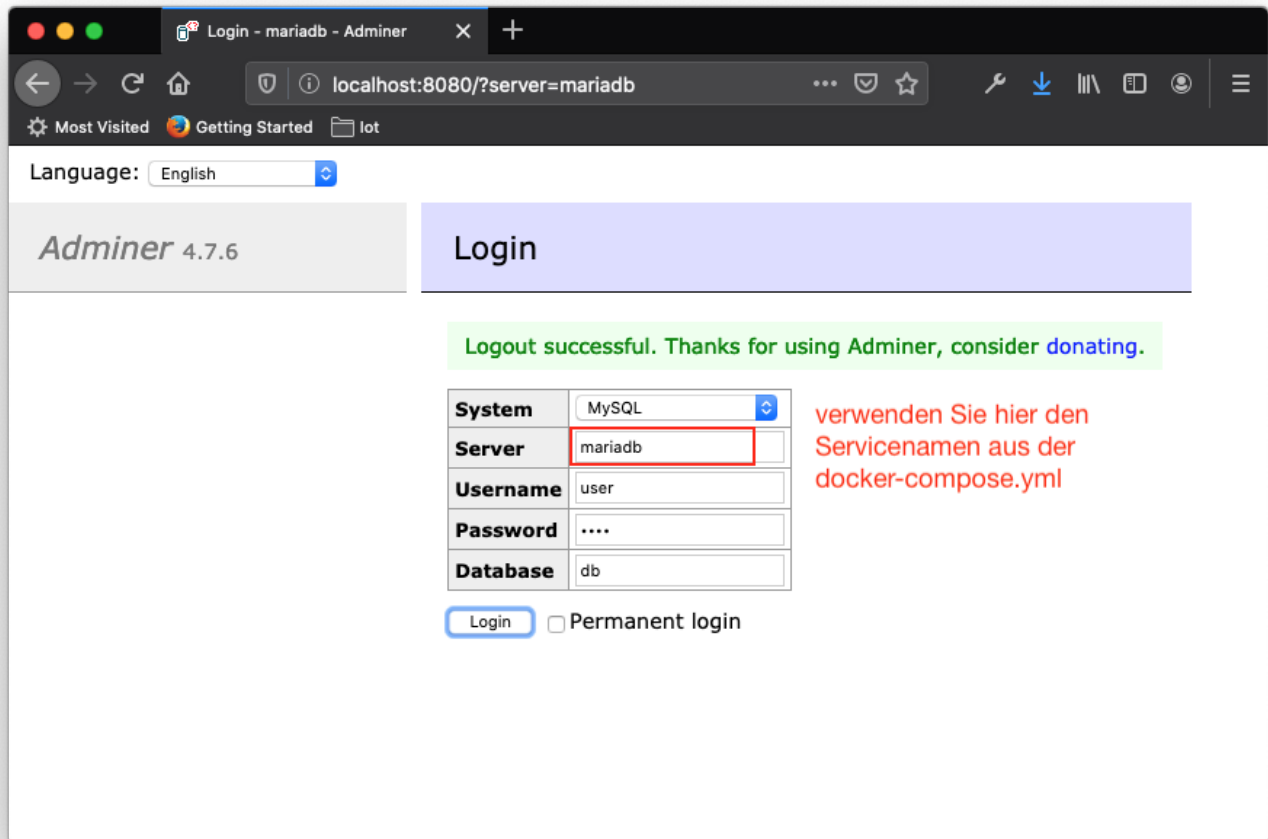 Login - mariadb - Adminer
localhost:8080/?server=mariadb
Most Visited Getting Started Iot
Language: English
Adminer 4.7.6
Login
Logout successful. Thanks for using Adminer, consider donating.
System MySQL
Server mariadb
Username user
Password ••••
Database db
verwenden Sie hier den
Servicenamen aus der
docker-compose.yml
Login Permanent login